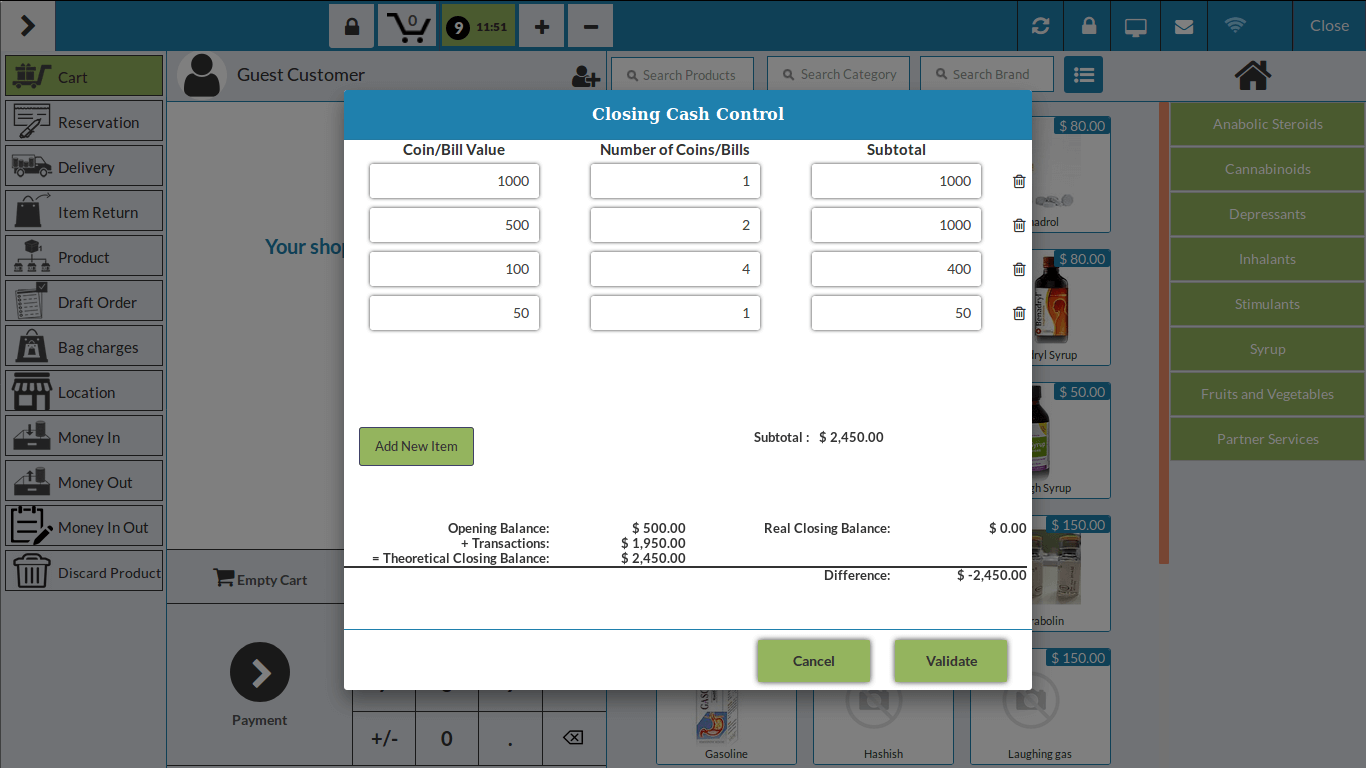 0
9 11:51
+
−
Close
Cart
Guest Customer
Search Products
Search Category
Search Brand
Closing Cash Control
Coin/Bill Value Number of Coins/Bills Subtotal
1000 1 1000
500 2 1000
100 4 400
50 1 50
Add New Item
Subtotal : $ 2,450.00
Opening Balance: $ 500.00 Real Closing Balance: $ 0.00
+ Transactions: $ 1,950.00
= Theoretical Closing Balance: $ 2,450.00
Difference: $ -2,450.00
Cancel
Validate
Reservation
Delivery
Item Return
Product
Draft Order
Bag charges
Location
Money In
Money Out
Money In Out
Discard Product
Your sho
Empty Cart
Payment
+/- 0 .
$ 80.00
$ 80.00
Benadryl
ryl Syrup
$ 50.00
gh Syrup
$ 150.00
abolin
$ 150.00
Gasoline
Hashish
Laughing gas
Anabolic Steroids
Cannabinoids
Depressants
Inhalants
Stimulants
Syrup
Fruits and Vegetables
Partner Services